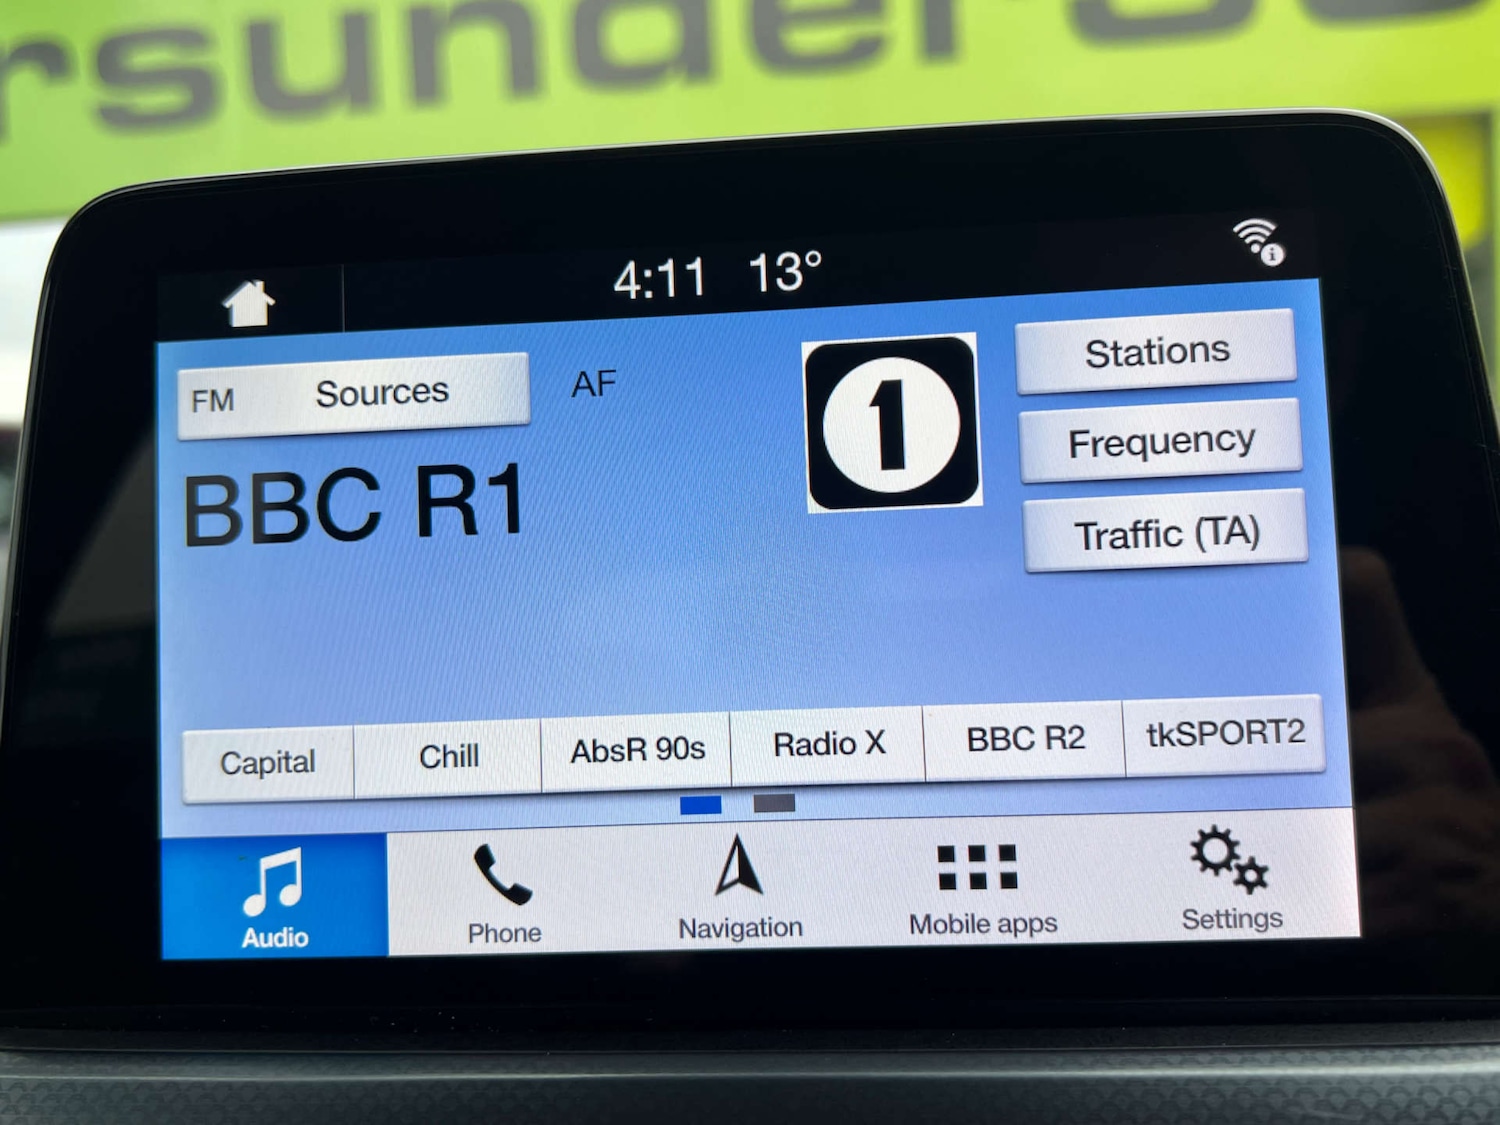 rsunder
4:11 13°
FM Sources
AF
1
Stations
Frequency
Traffic (TA)
BBC R1
Capital
Chill
AbsR 90s
Radio X
BBC R2
tkSPORT2
Audio
Phone
Navigation
Mobile apps
Settings